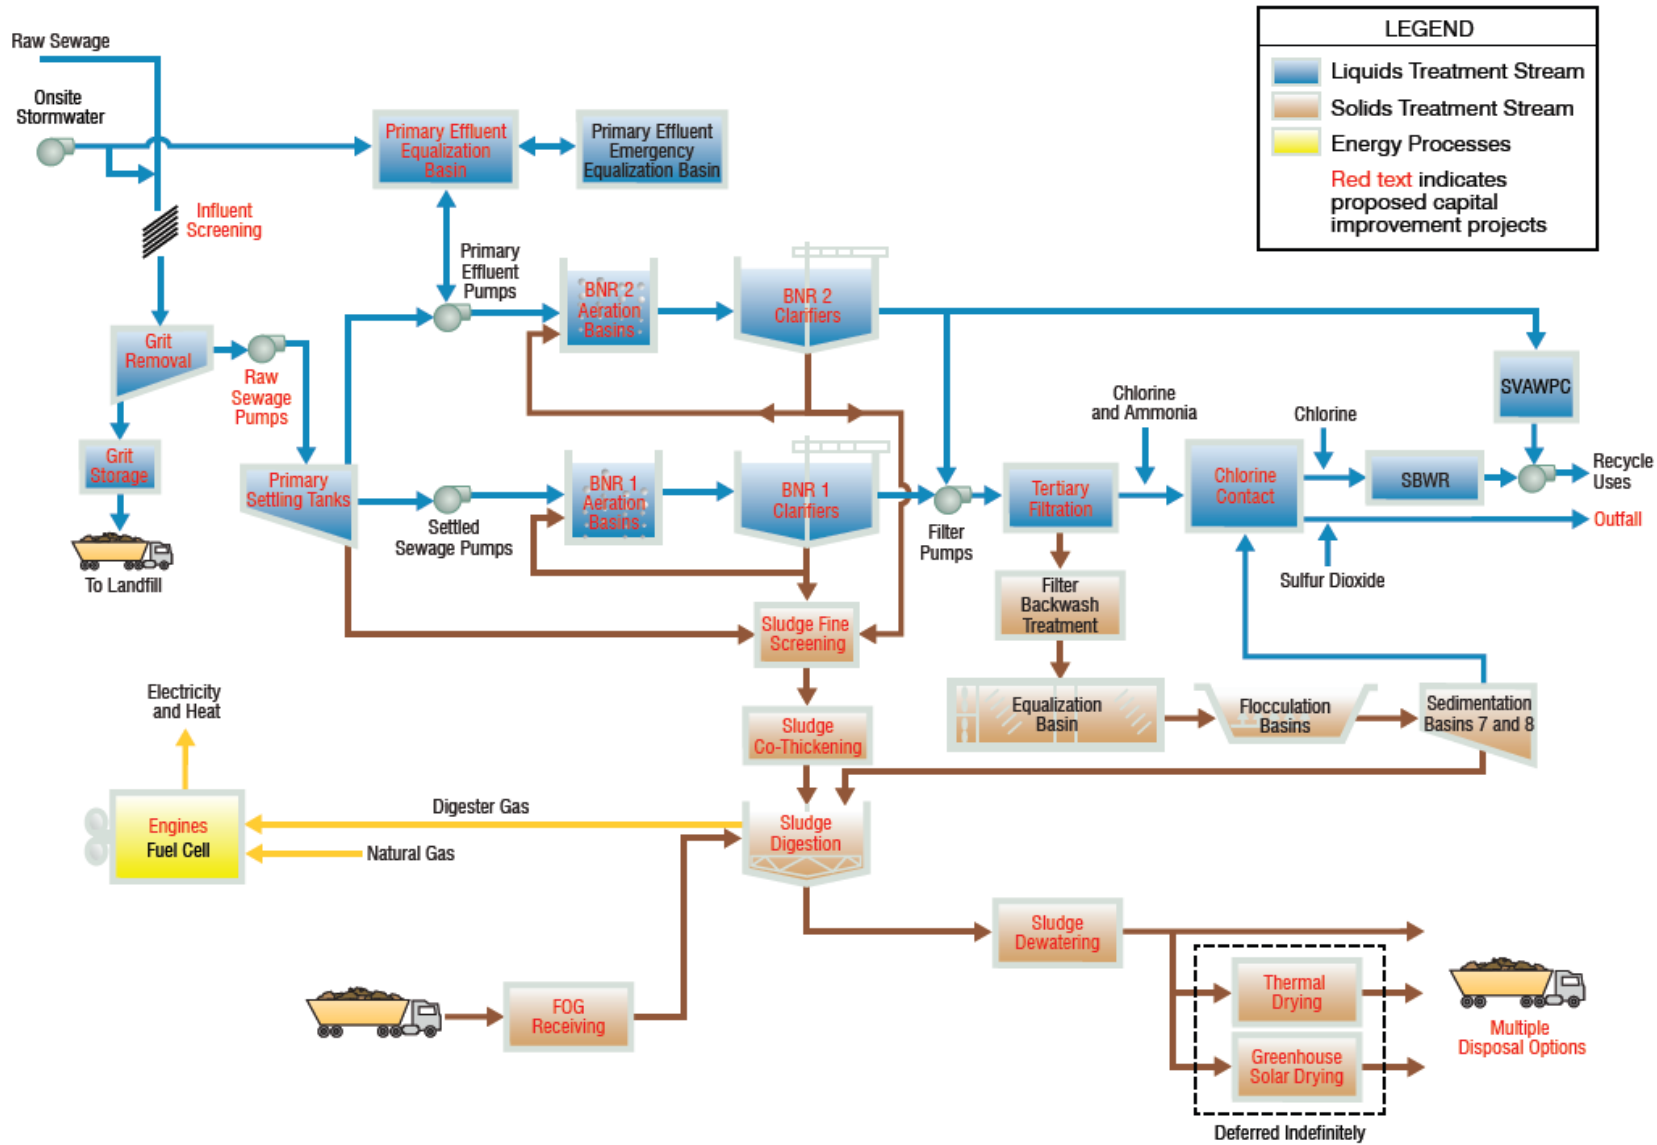 Raw Sewage
Onsite
Stormwater
Influent
Screening
Grit
Removal
Raw
Sewage
Pumps
Grit
Storage
To Landfill
Primary
Settling Tanks
Primary Effluent
Equalization
Basin
Primary Effluent
Emergency
Equalization Basin
Primary
Effluent
Pumps
BNR 2
Aeration
Basins
BNR 2
Clarifiers
Settled
Sewage Pumps
BNR 1
Aeration
Basins
BNR 1
Clarifiers
Filter
Pumps
Tertiary
Filtration
Chlorine
and Ammonia
Chlorine
Contact
Chlorine
SBWR
SVAWPC
Recycle
Uses
Outfall
Sulfur Dioxide
Filter
Backwash
Treatment
Equalization
Basin
Flocculation
Basins
Sedimentation
Basins 7 and 8
Sludge Fine
Screening
Sludge
Co-Thickening
Sludge
Digestion
Electricity
and Heat
Engines
Fuel Cell
Digester Gas
Natural Gas
FOG
Receiving
Sludge
Dewatering
Thermal
Drying
Greenhouse
Solar Drying
Deferred Indefinitely
Multiple
Disposal Options
LEGEND
Liquids Treatment Stream
Solids Treatment Stream
Energy Processes
Red text indicates
proposed capital
improvement projects